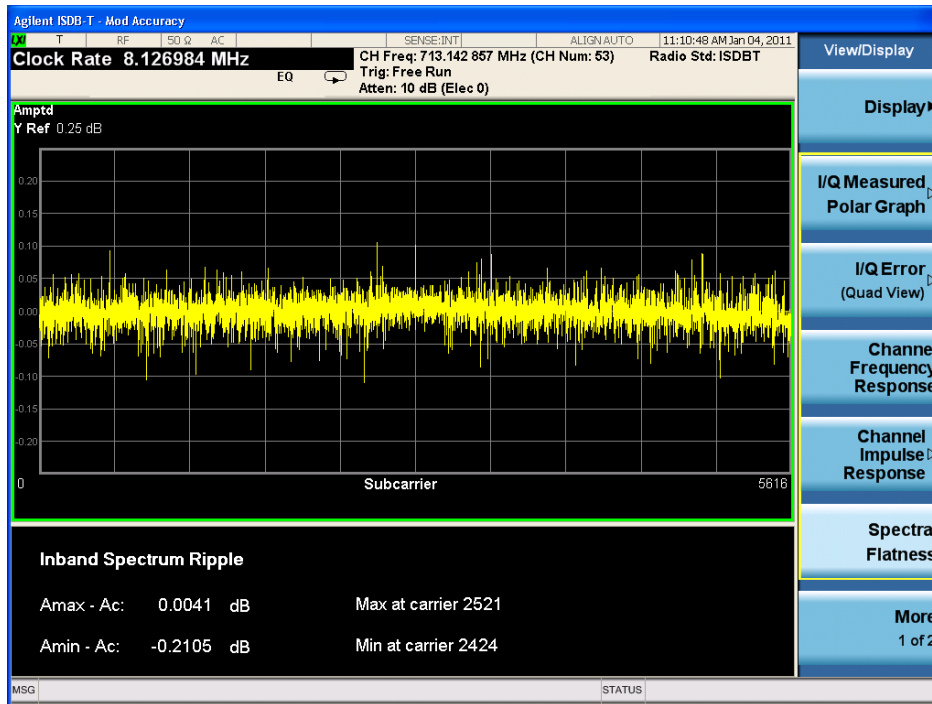 Agilent ISDB-T - Mod Accuracy
LXI T RF 50 Ω AC SENSE:INT ALIGN AUTO 11:10:48 AM Jan 04, 2011
Clock Rate 8.126984 MHz
CH Freq: 713.142 857 MHz (CH Num: 53) Radio Std: ISDBT
EQ Trig: Free Run
Atten: 10 dB (Elec 0)
Amptd
Y Ref 0.25 dB
0.20
0.15
0.10
0.05
0.00
-0.05
-0.10
-0.15
-0.20
0 Subcarrier 5616
Inband Spectrum Ripple
Amax - Ac: 0.0041 dB Max at carrier 2521
Amin - Ac: -0.2105 dB Min at carrier 2424
MSG STATUS
View/Display
Display
I/Q Measured
Polar Graph
I/Q Error
(Quad View)
Channe
Frequency
Response
Channel
Impulse
Response
Spectra
Flatness
More
1 of 2